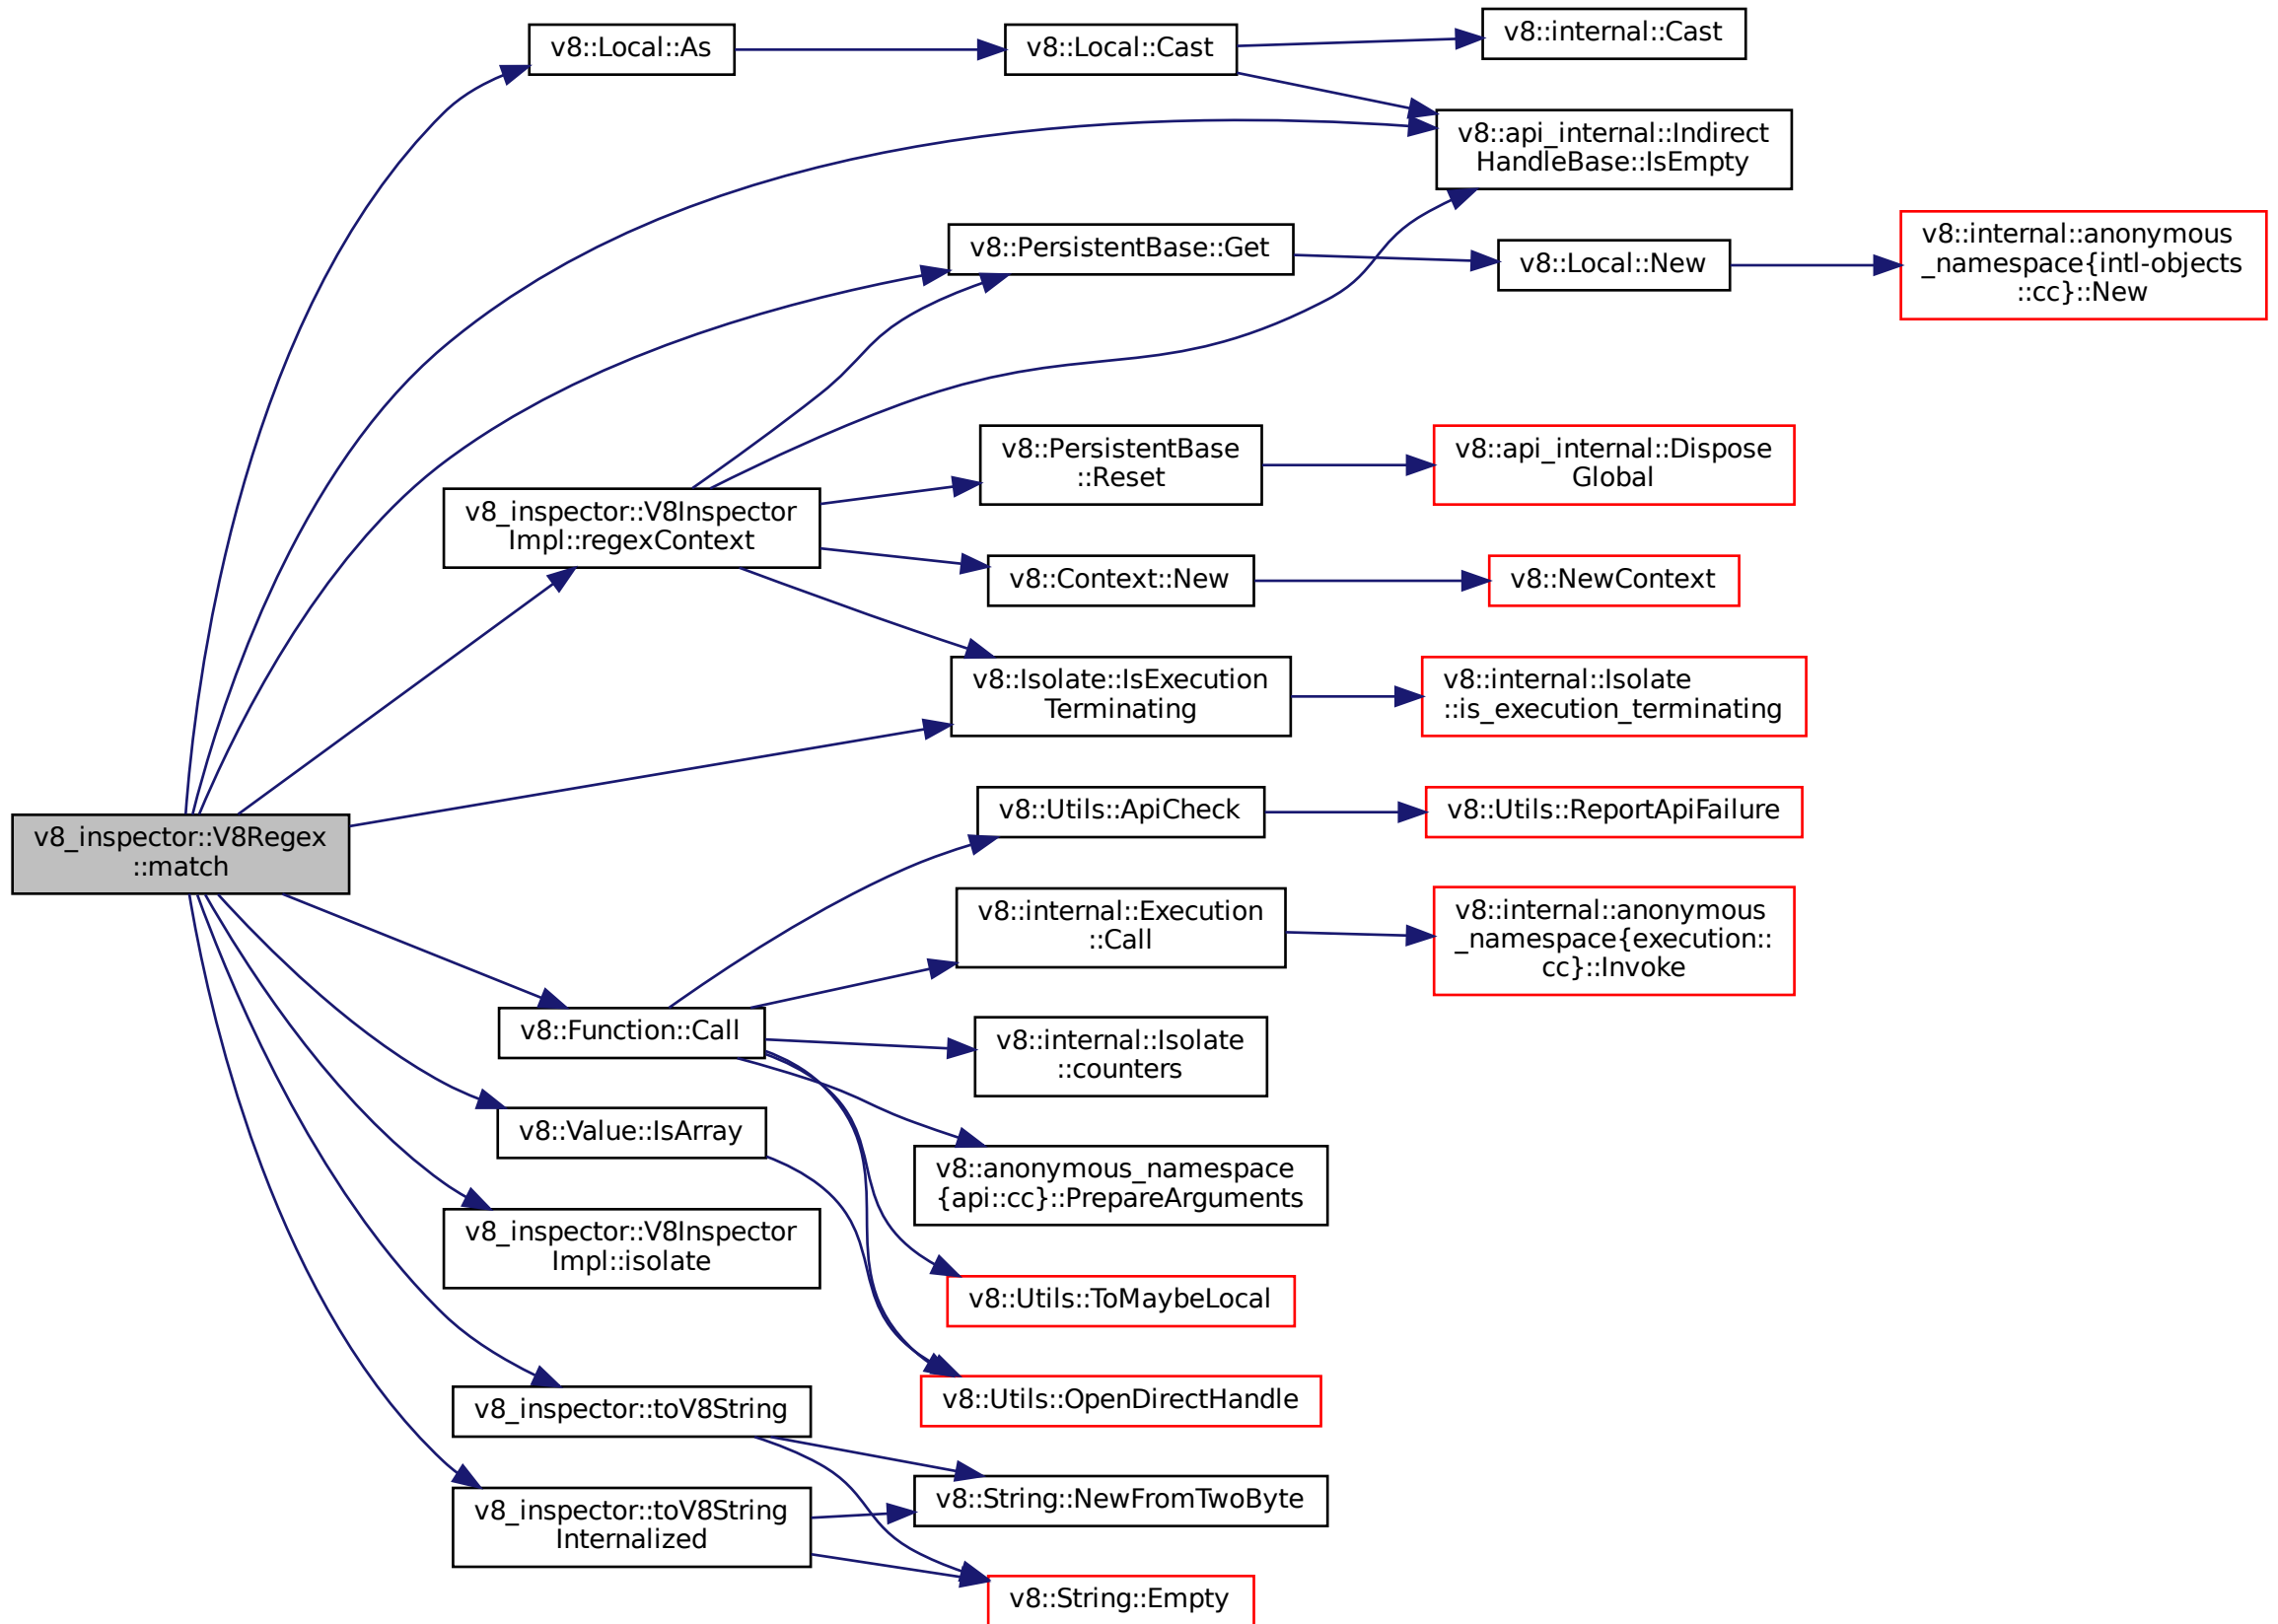 v8::Local::As
v8::Local::Cast
v8::internal::Cast
v8::api_internal::Indirect
HandleBase::IsEmpty
v8::PersistentBase::Get
v8::Local::New
v8::internal::anonymous
_namespace{intl-objects
::cc}::New
v8::PersistentBase
::Reset
v8::api_internal::Dispose
Global
v8_inspector::V8Inspector
Impl::regexContext
v8::Context::New
v8::NewContext
v8::Isolate::IsExecution
Terminating
v8::internal::Isolate
::is_execution_terminating
v8_inspector::V8Regex
::match
v8::Utils::ApiCheck
v8::Utils::ReportApiFailure
v8::internal::Execution
::Call
v8::internal::anonymous
_namespace{execution::
cc}::Invoke
v8::Function::Call
v8::internal::Isolate
::counters
v8::Value::IsArray
v8::anonymous_namespace
{api::cc}::PrepareArguments
v8_inspector::V8Inspector
Impl::isolate
v8::Utils::ToMaybeLocal
v8::Utils::OpenDirectHandle
v8_inspector::toV8String
v8::String::NewFromTwoByte
v8_inspector::toV8String
Internalized
v8::String::Empty